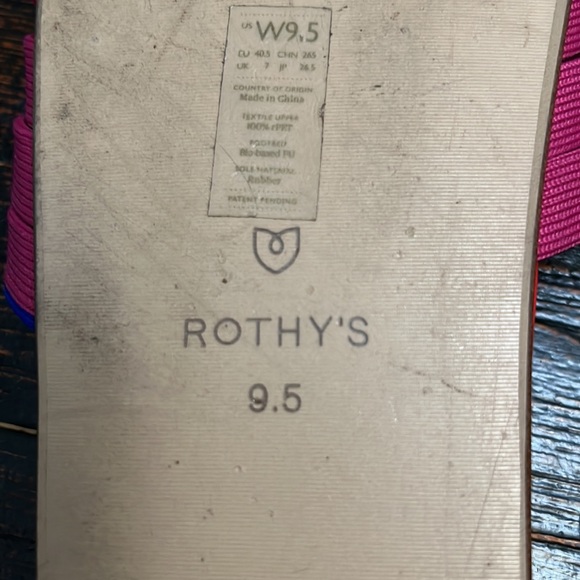 US W9.5
EU 40.5 CHN 265
UK 7 JP 26.5
COUNTRY OF ORIGIN
Made in China
TEXTILE UPPER
100% rPET
FOOTBED
Bio-based PU
SOLE MATERIAL
Rubber
PATENT PENDING
ROTHY'S
9.5